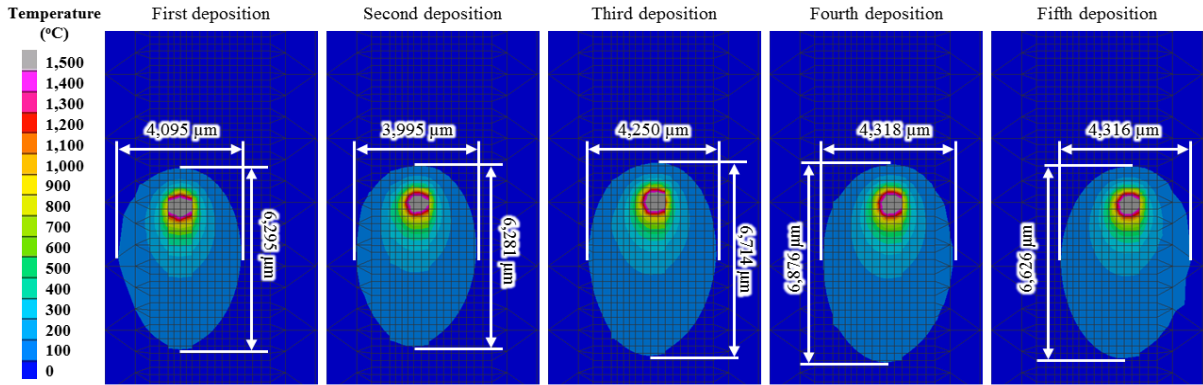 Temperature
(ºC)
1,500
1,400
1,300
1,200
1,100
1,000
900
800
700
600
500
400
300
200
100
0
First deposition
4,095 µm
6,295 µm
Second deposition
3,995 µm
6,281 µm
Third deposition
4,250 µm
6,714 µm
Fourth deposition
4,318 µm
6,876 µm
Fifth deposition
4,316 µm
6,626 µm